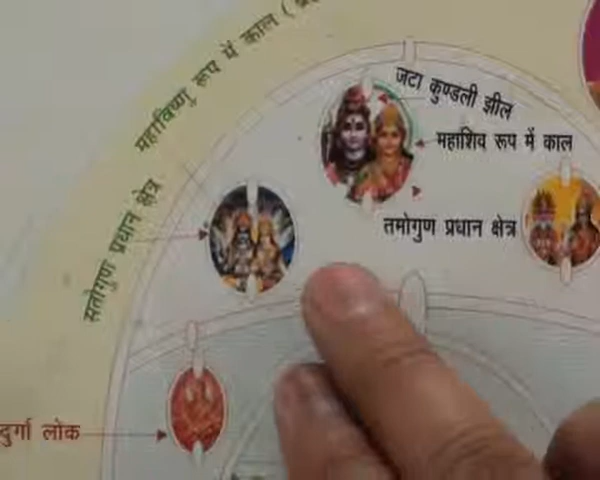 महाविष्णु रूप में काल
जटा कुण्डली झील
महाशिव रूप में काल
सतोगुण प्रधान क्षेत्र
तमोगुण प्रधान क्षेत्र
दुर्गा लोक